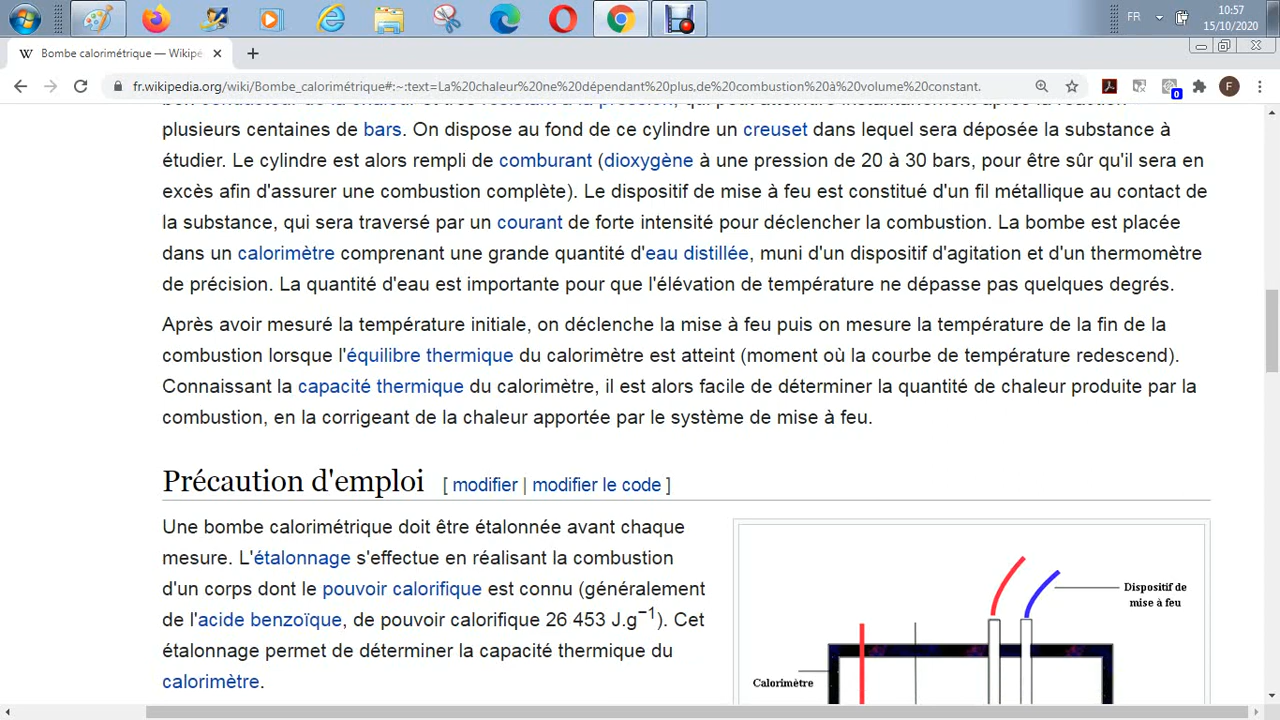 FR
10:57
15/10/2020
W Bombe calorimétrique — Wikipe
fr.wikipedia.org/wiki/Bombe_calorimétrique#:~:text=La%20chaleur%20ne%20dépendant%20plus,de%20combustion%20à%20volume%20constant.
0
F
plusieurs centaines de bars. On dispose au fond de ce cylindre un creuset dans lequel sera déposée la substance à
étudier. Le cylindre est alors rempli de comburant (dioxygène à une pression de 20 à 30 bars, pour être sûr qu'il sera en
excès afin d'assurer une combustion complète). Le dispositif de mise à feu est constitué d'un fil métallique au contact de
la substance, qui sera traversé par un courant de forte intensité pour déclencher la combustion. La bombe est placée
dans un calorimètre comprenant une grande quantité d'eau distillée, muni d'un dispositif d'agitation et d'un thermomètre
de précision. La quantité d'eau est importante pour que l'élévation de température ne dépasse pas quelques degrés.
Après avoir mesuré la température initiale, on déclenche la mise à feu puis on mesure la température de la fin de la
combustion lorsque l'équilibre thermique du calorimètre est atteint (moment où la courbe de température redescend).
Connaissant la capacité thermique du calorimètre, il est alors facile de déterminer la quantité de chaleur produite par la
combustion, en la corrigeant de la chaleur apportée par le système de mise à feu.
Précaution d'emploi [ modifier | modifier le code ]
Une bombe calorimétrique doit être étalonnée avant chaque
mesure. L'étalonnage s'effectue en réalisant la combustion
d'un corps dont le pouvoir calorifique est connu (généralement
de l'acide benzoïque, de pouvoir calorifique 26 453 J.g−1). Cet
étalonnage permet de déterminer la capacité thermique du
calorimètre.
Dispositif de
mise à feu
Calorimètre